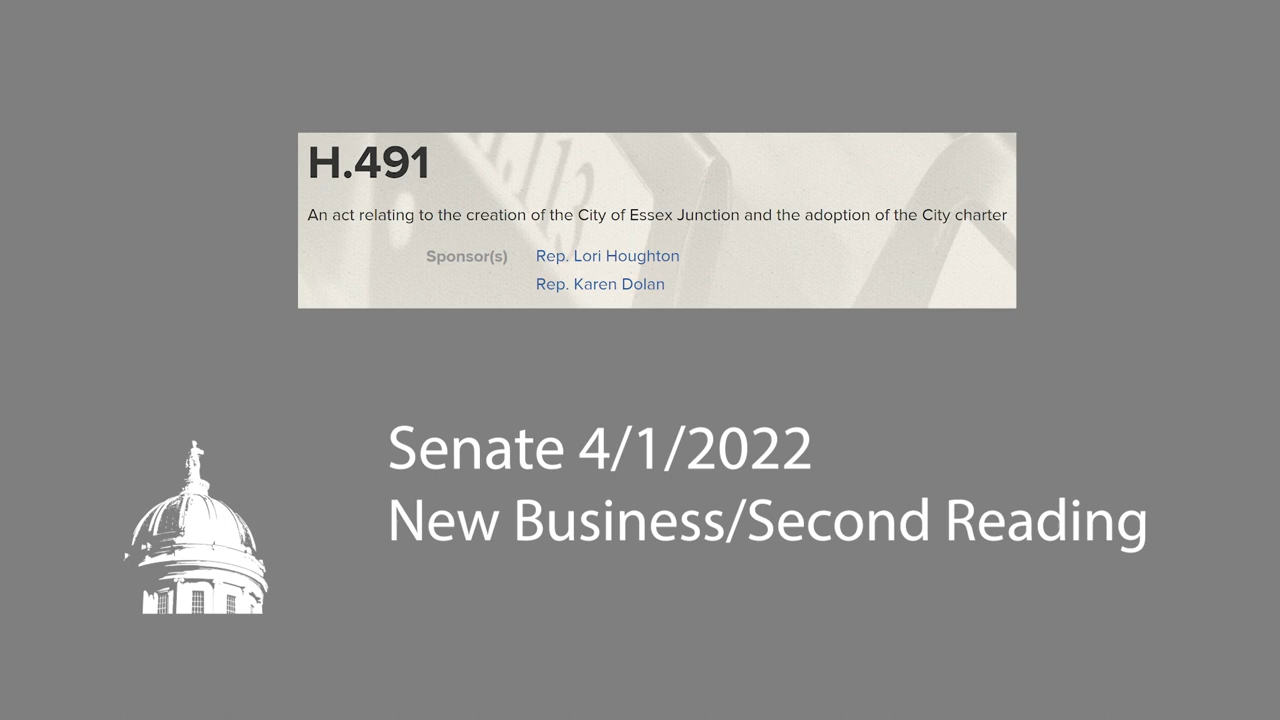 H.491
An act relating to the creation of the City of Essex Junction and the adoption of the City charter
Sponsor(s) Rep. Lori Houghton
Rep. Karen Dolan
Senate 4/1/2022
New Business/Second Reading